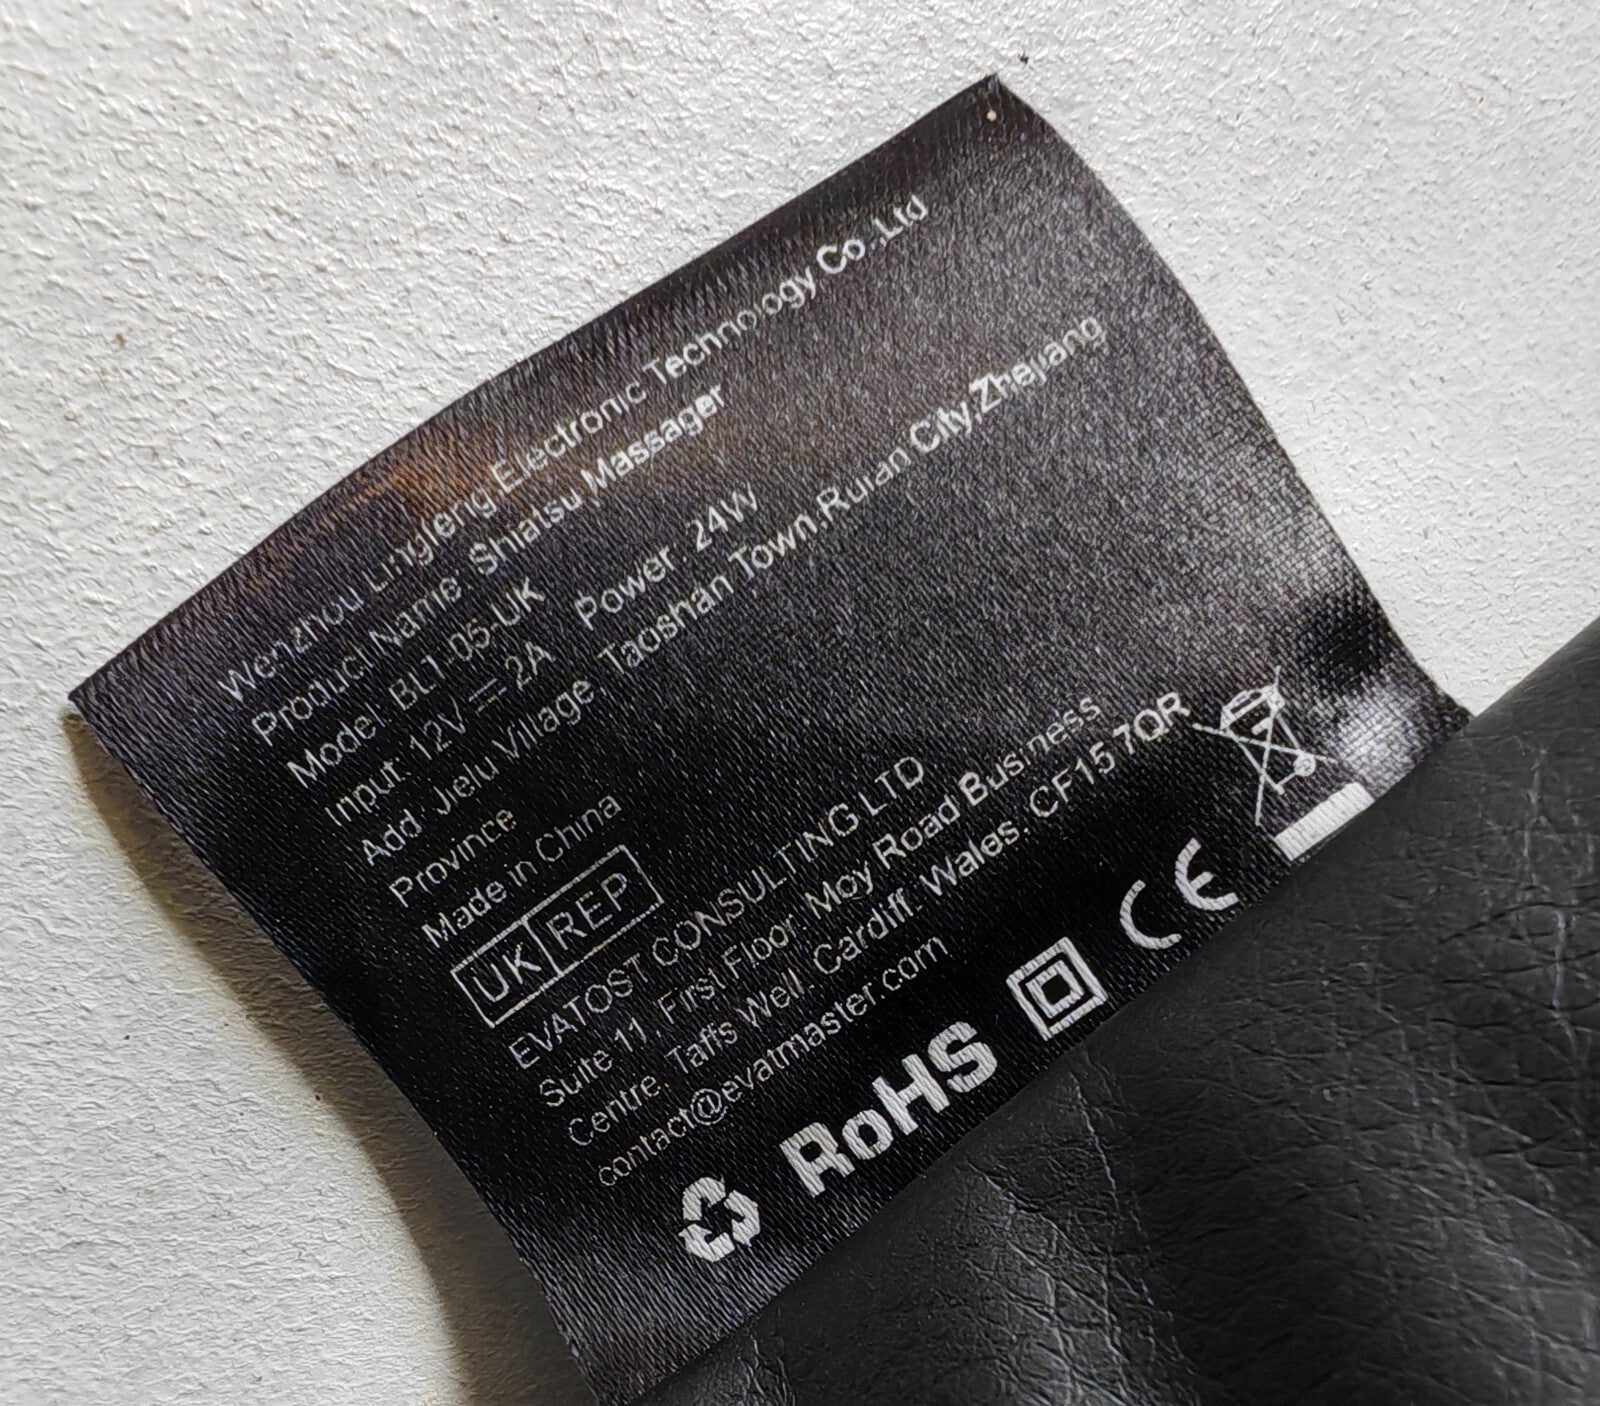 Wenzhou Lingfeng Electronic Technology Co.,Ltd
Product Name: Shiatsu Massager
Model: BL1-05-UK
Input: 12V⎓2A Power: 24W
Add: Jielu Village, Taoshan Town,Ruian City,Zhejiang
Province
Made in China
UK REP
EVATOST CONSULTING LTD
Suite 11, First Floor, Moy Road Business
Centre, Taffs Well, Cardiff, Wales, CF15 7QR
contact@evatmaster.com
RoHS CE